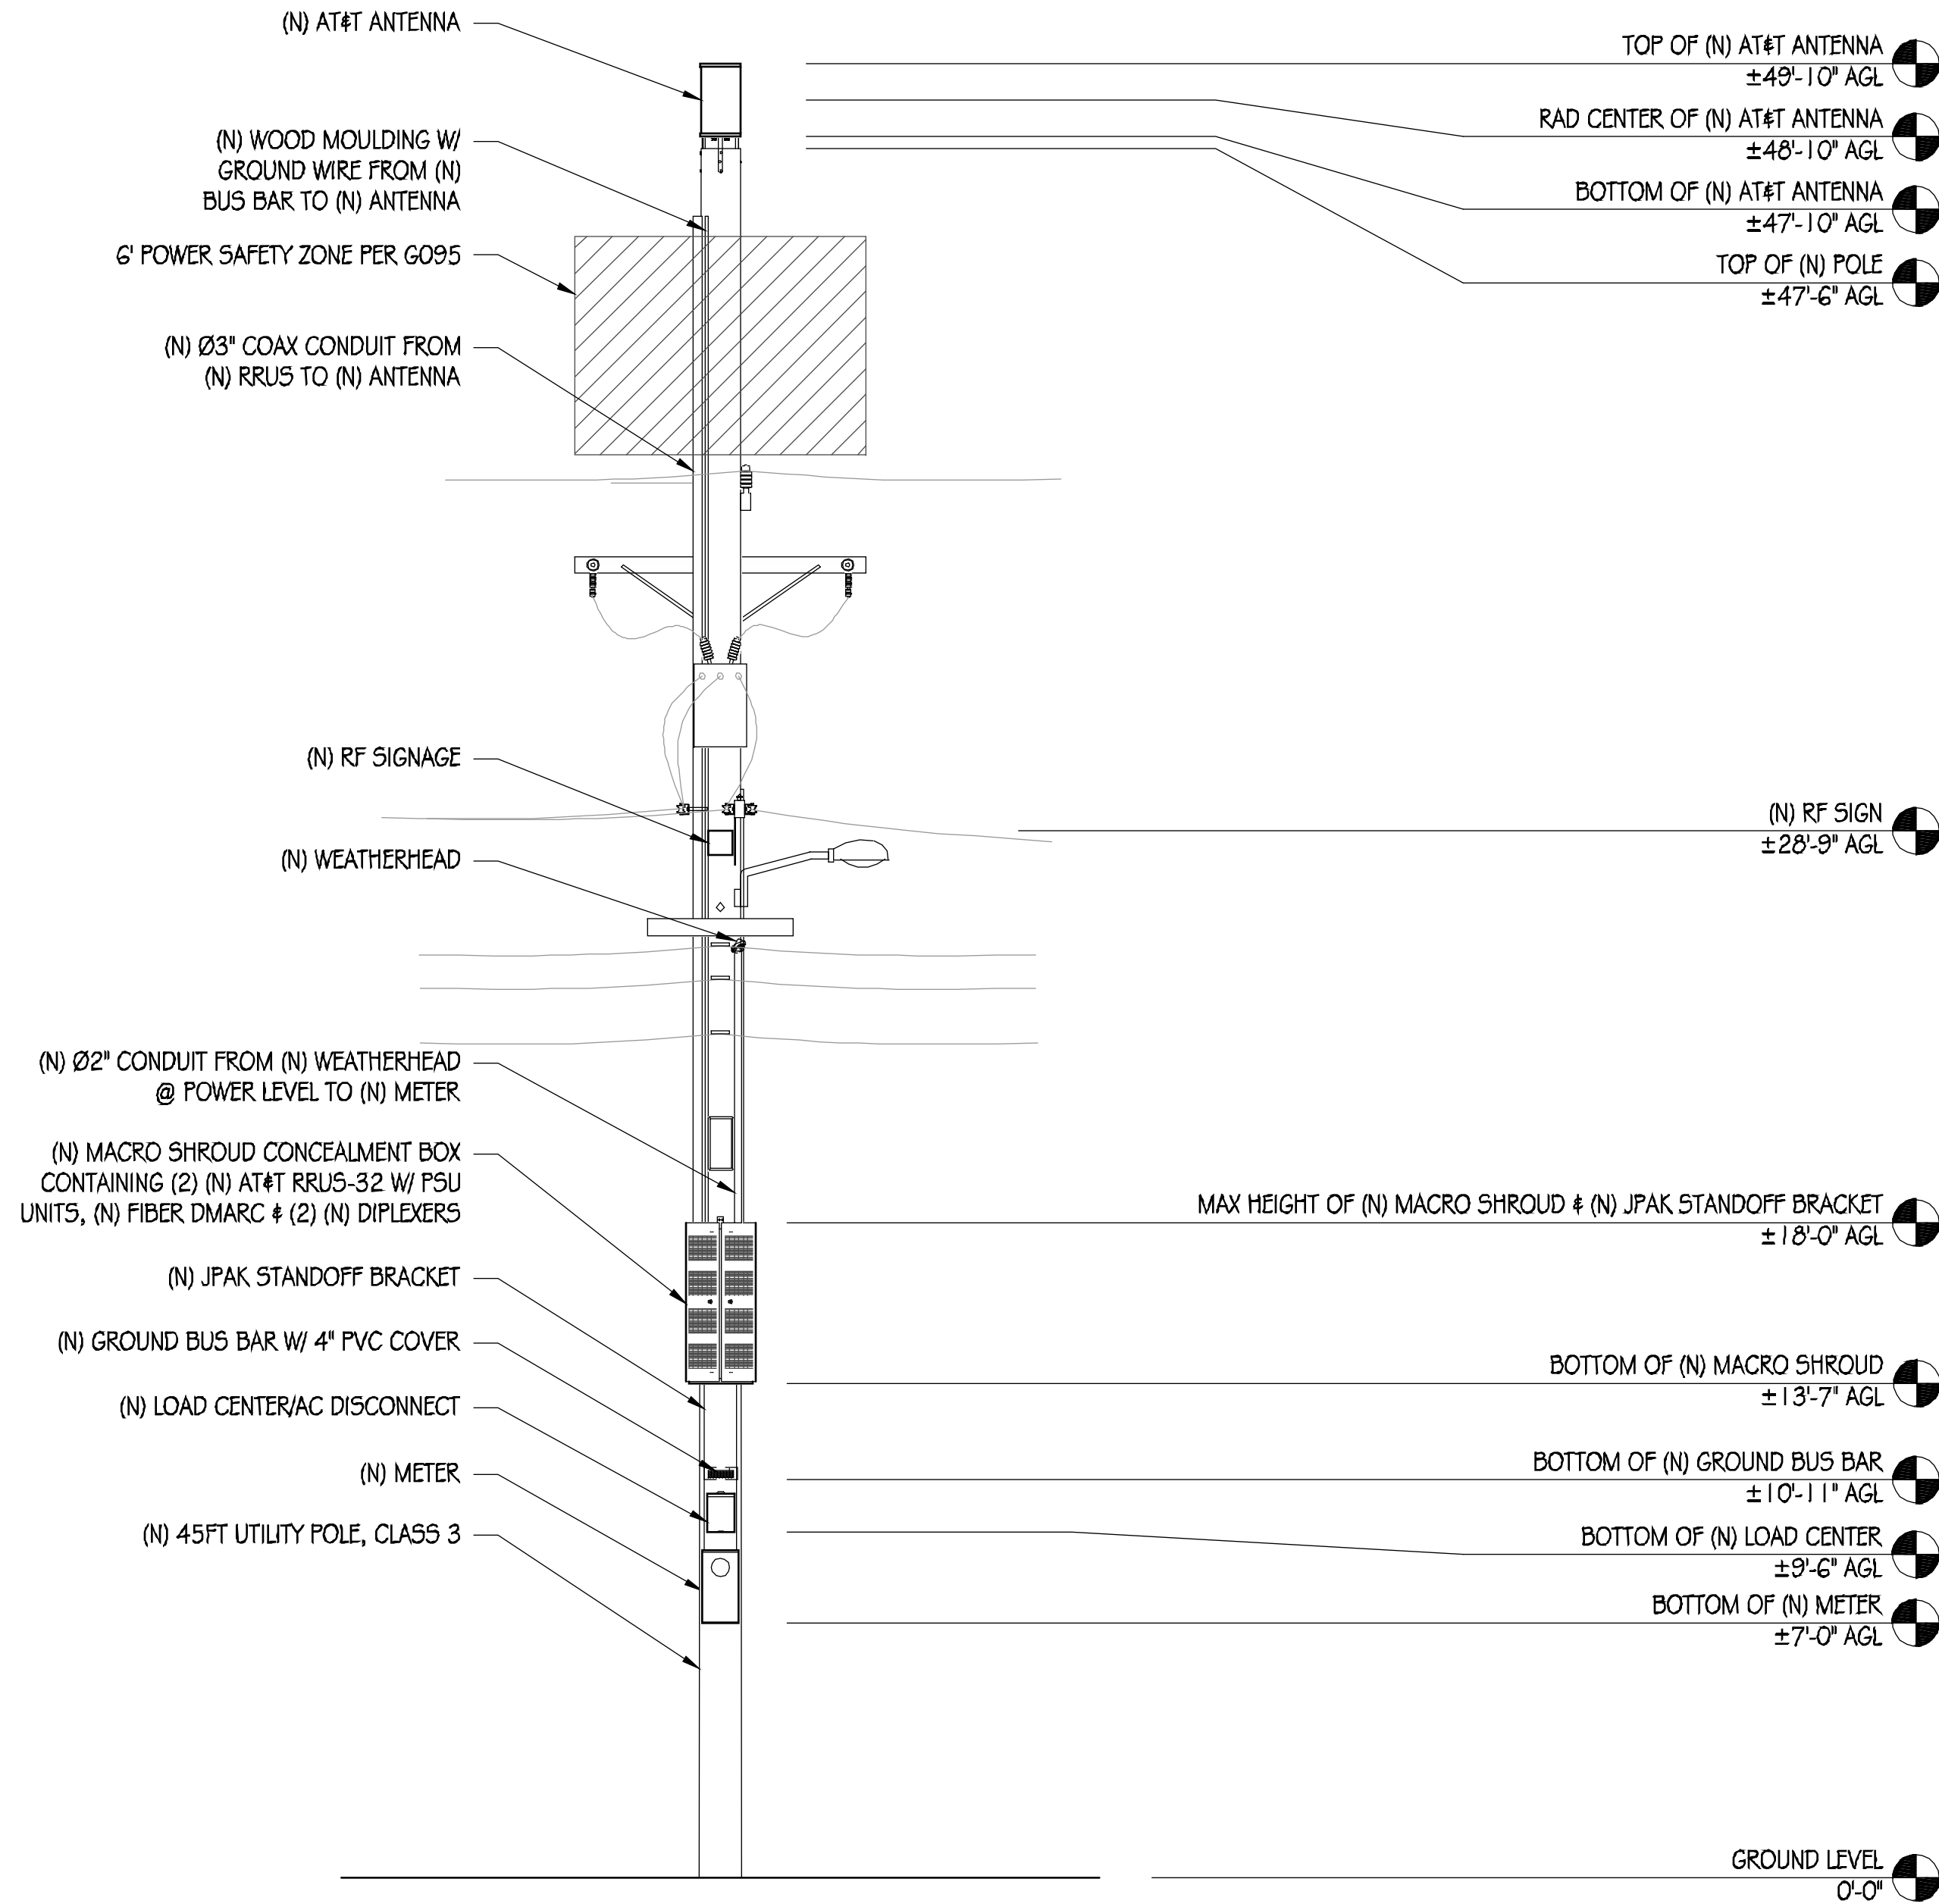 (N) AT&T ANTENNA
(N) WOOD MOULDING W/
GROUND WIRE FROM (N)
BUS BAR TO (N) ANTENNA
6' POWER SAFETY ZONE PER GO95
(N) Ø3" COAX CONDUIT FROM
(N) RRUS TO (N) ANTENNA
(N) RF SIGNAGE
(N) WEATHERHEAD
(N) Ø2" CONDUIT FROM (N) WEATHERHEAD
@ POWER LEVEL TO (N) METER
(N) MACRO SHROUD CONCEALMENT BOX
CONTAINING (2) (N) AT&T RRUS-32 W/ PSU
UNITS, (N) FIBER DMARC & (2) (N) DIPLEXERS
(N) JPAK STANDOFF BRACKET
(N) GROUND BUS BAR W/ 4" PVC COVER
(N) LOAD CENTER/AC DISCONNECT
(N) METER
(N) 45FT UTILITY POLE, CLASS 3
TOP OF (N) AT&T ANTENNA
±49'-10" AGL
RAD CENTER OF (N) AT&T ANTENNA
±48'-10" AGL
BOTTOM OF (N) AT&T ANTENNA
±47'-10" AGL
TOP OF (N) POLE
±47'-6" AGL
(N) RF SIGN
±28'-9" AGL
MAX HEIGHT OF (N) MACRO SHROUD & (N) JPAK STANDOFF BRACKET
±18'-0" AGL
BOTTOM OF (N) MACRO SHROUD
±13'-7" AGL
BOTTOM OF (N) GROUND BUS BAR
±10'-11" AGL
BOTTOM OF (N) LOAD CENTER
±9'-6" AGL
BOTTOM OF (N) METER
±7'-0" AGL
GROUND LEVEL
0'-0"